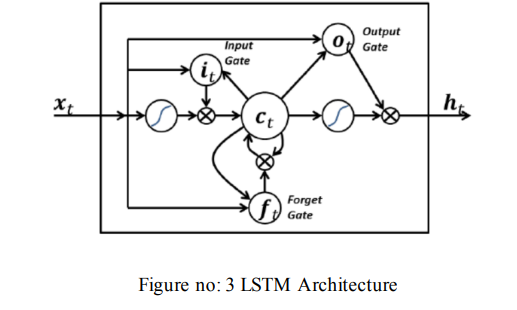 Output
Gate
o_t
Input
Gate
i_t
x_t
c_t
h_t
f_t
Forget
Gate
Figure no: 3 LSTM Architecture